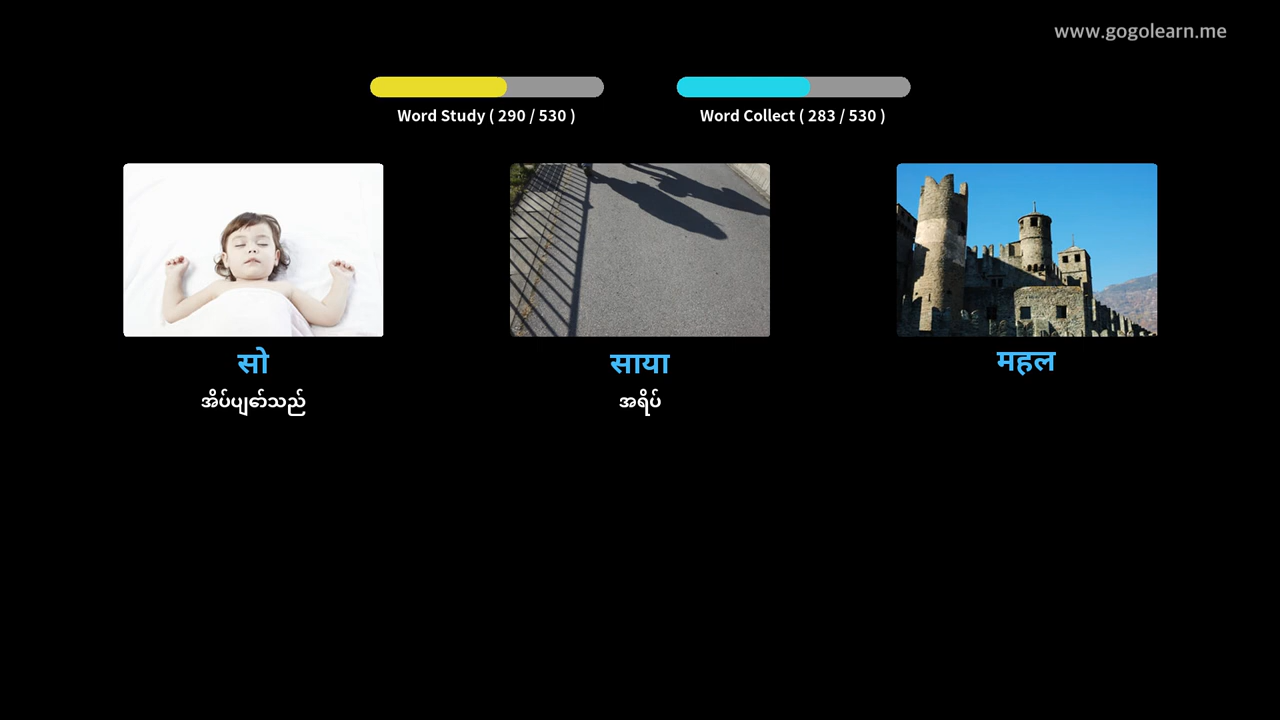 www.gogolearn.me
Word Study ( 290 / 530 )
Word Collect ( 283 / 530 )
सो
साया
महल
အိပ်ပျော်သည်
အရိပ်